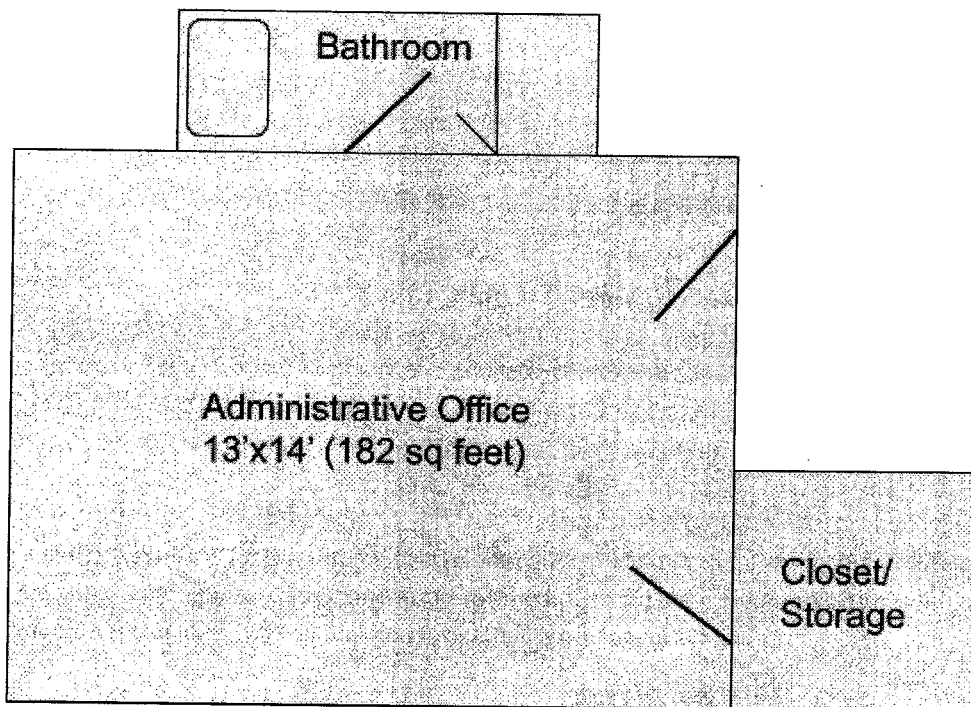 Bathroom
Administrative Office
13'x14' (182 sq feet)
Closet/
Storage